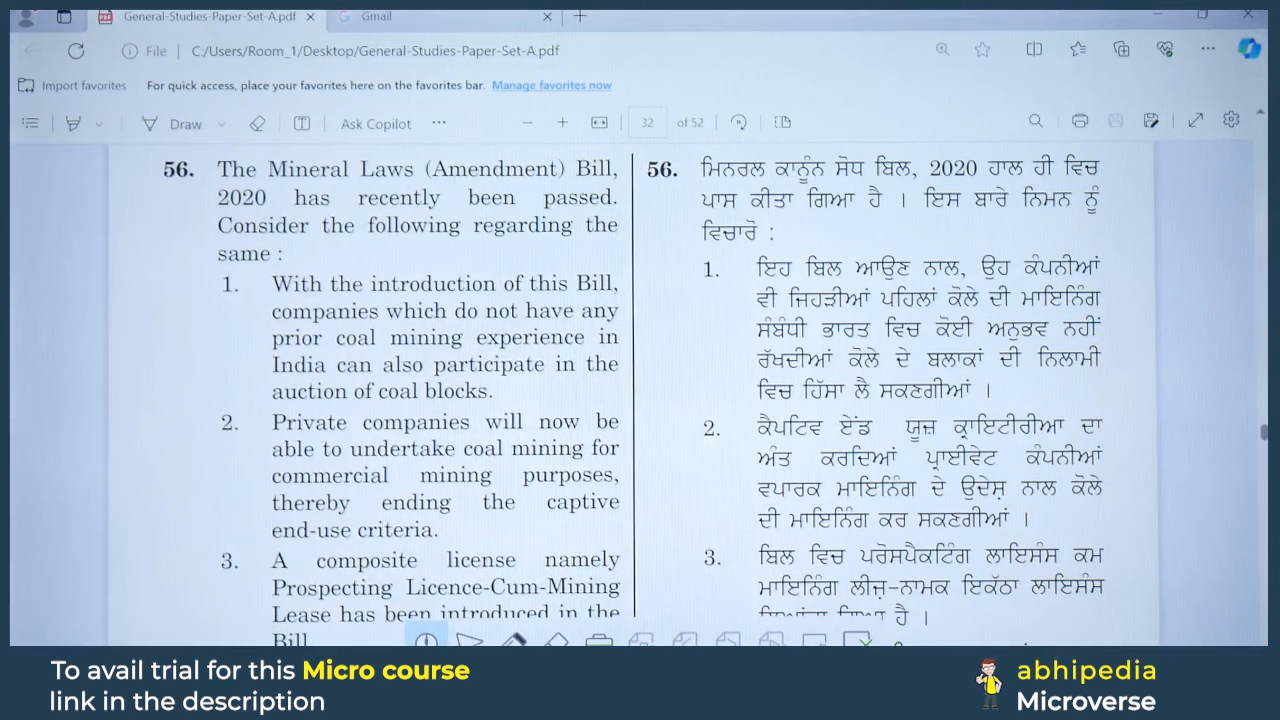 General-Studies-Paper-Set-A.pdf
Gmail
File
C:/Users/Room_1/Desktop/General-Studies-Paper-Set-A.pdf
Import favorites
For quick access, place your favorites here on the favorites bar.
Manage favorites now
Draw
Ask Copilot
32
of 52
56. The Mineral Laws (Amendment) Bill,
2020 has recently been passed.
Consider the following regarding the
same :
1. With the introduction of this Bill,
companies which do not have any
prior coal mining experience in
India can also participate in the
auction of coal blocks.
2. Private companies will now be
able to undertake coal mining for
commercial mining purposes,
thereby ending the captive
end-use criteria.
3. A composite license namely
Prospecting Licence-Cum-Mining
Lease has been introduced in the
Bill
56. ਮਿਨਰਲ ਕਾਨੂੰਨ ਸੋਧ ਬਿਲ, 2020 ਹਾਲ ਹੀ ਵਿਚ
ਪਾਸ ਕੀਤਾ ਗਿਆ ਹੈ । ਇਸ ਬਾਰੇ ਨਿਮਨ ਨੂੰ
ਵਿਚਾਰੋ :
1. ਇਹ ਬਿਲ ਆਉਣ ਨਾਲ, ਉਹ ਕੰਪਨੀਆਂ
ਵੀ ਜਿਹੜੀਆਂ ਪਹਿਲਾਂ ਕੋਲੇ ਦੀ ਮਾਇਨਿੰਗ
ਸੰਬੰਧੀ ਭਾਰਤ ਵਿਚ ਕੋਈ ਅਨੁਭਵ ਨਹੀਂ
ਰੱਖਦੀਆਂ ਕੋਲੇ ਦੇ ਬਲਾਕਾਂ ਦੀ ਨਿਲਾਮੀ
ਵਿਚ ਹਿੱਸਾ ਲੈ ਸਕਣਗੀਆਂ ।
2. ਕੈਪਟਿਵ ਏਂਡ ਯੂਜ਼ ਕ੍ਰਾਇਟੀਰੀਆ ਦਾ
ਅੰਤ ਕਰਦਿਆਂ ਪ੍ਰਾਈਵੇਟ ਕੰਪਨੀਆਂ
ਵਪਾਰਕ ਮਾਇਨਿੰਗ ਦੇ ਉਦੇਸ਼ ਨਾਲ ਕੋਲੇ
ਦੀ ਮਾਇਨਿੰਗ ਕਰ ਸਕਣਗੀਆਂ ।
3. ਬਿਲ ਵਿਚ ਪਰੋਸਪੈਕਟਿੰਗ ਲਾਇਸੰਸ ਕਮ
ਮਾਇਨਿੰਗ ਲੀਜ਼-ਨਾਮਕ ਇਕੱਠਾ ਲਾਇਸੰਸ
ਹੈ ।
To avail trial for this Micro course
link in the description
abhipedia
Microverse